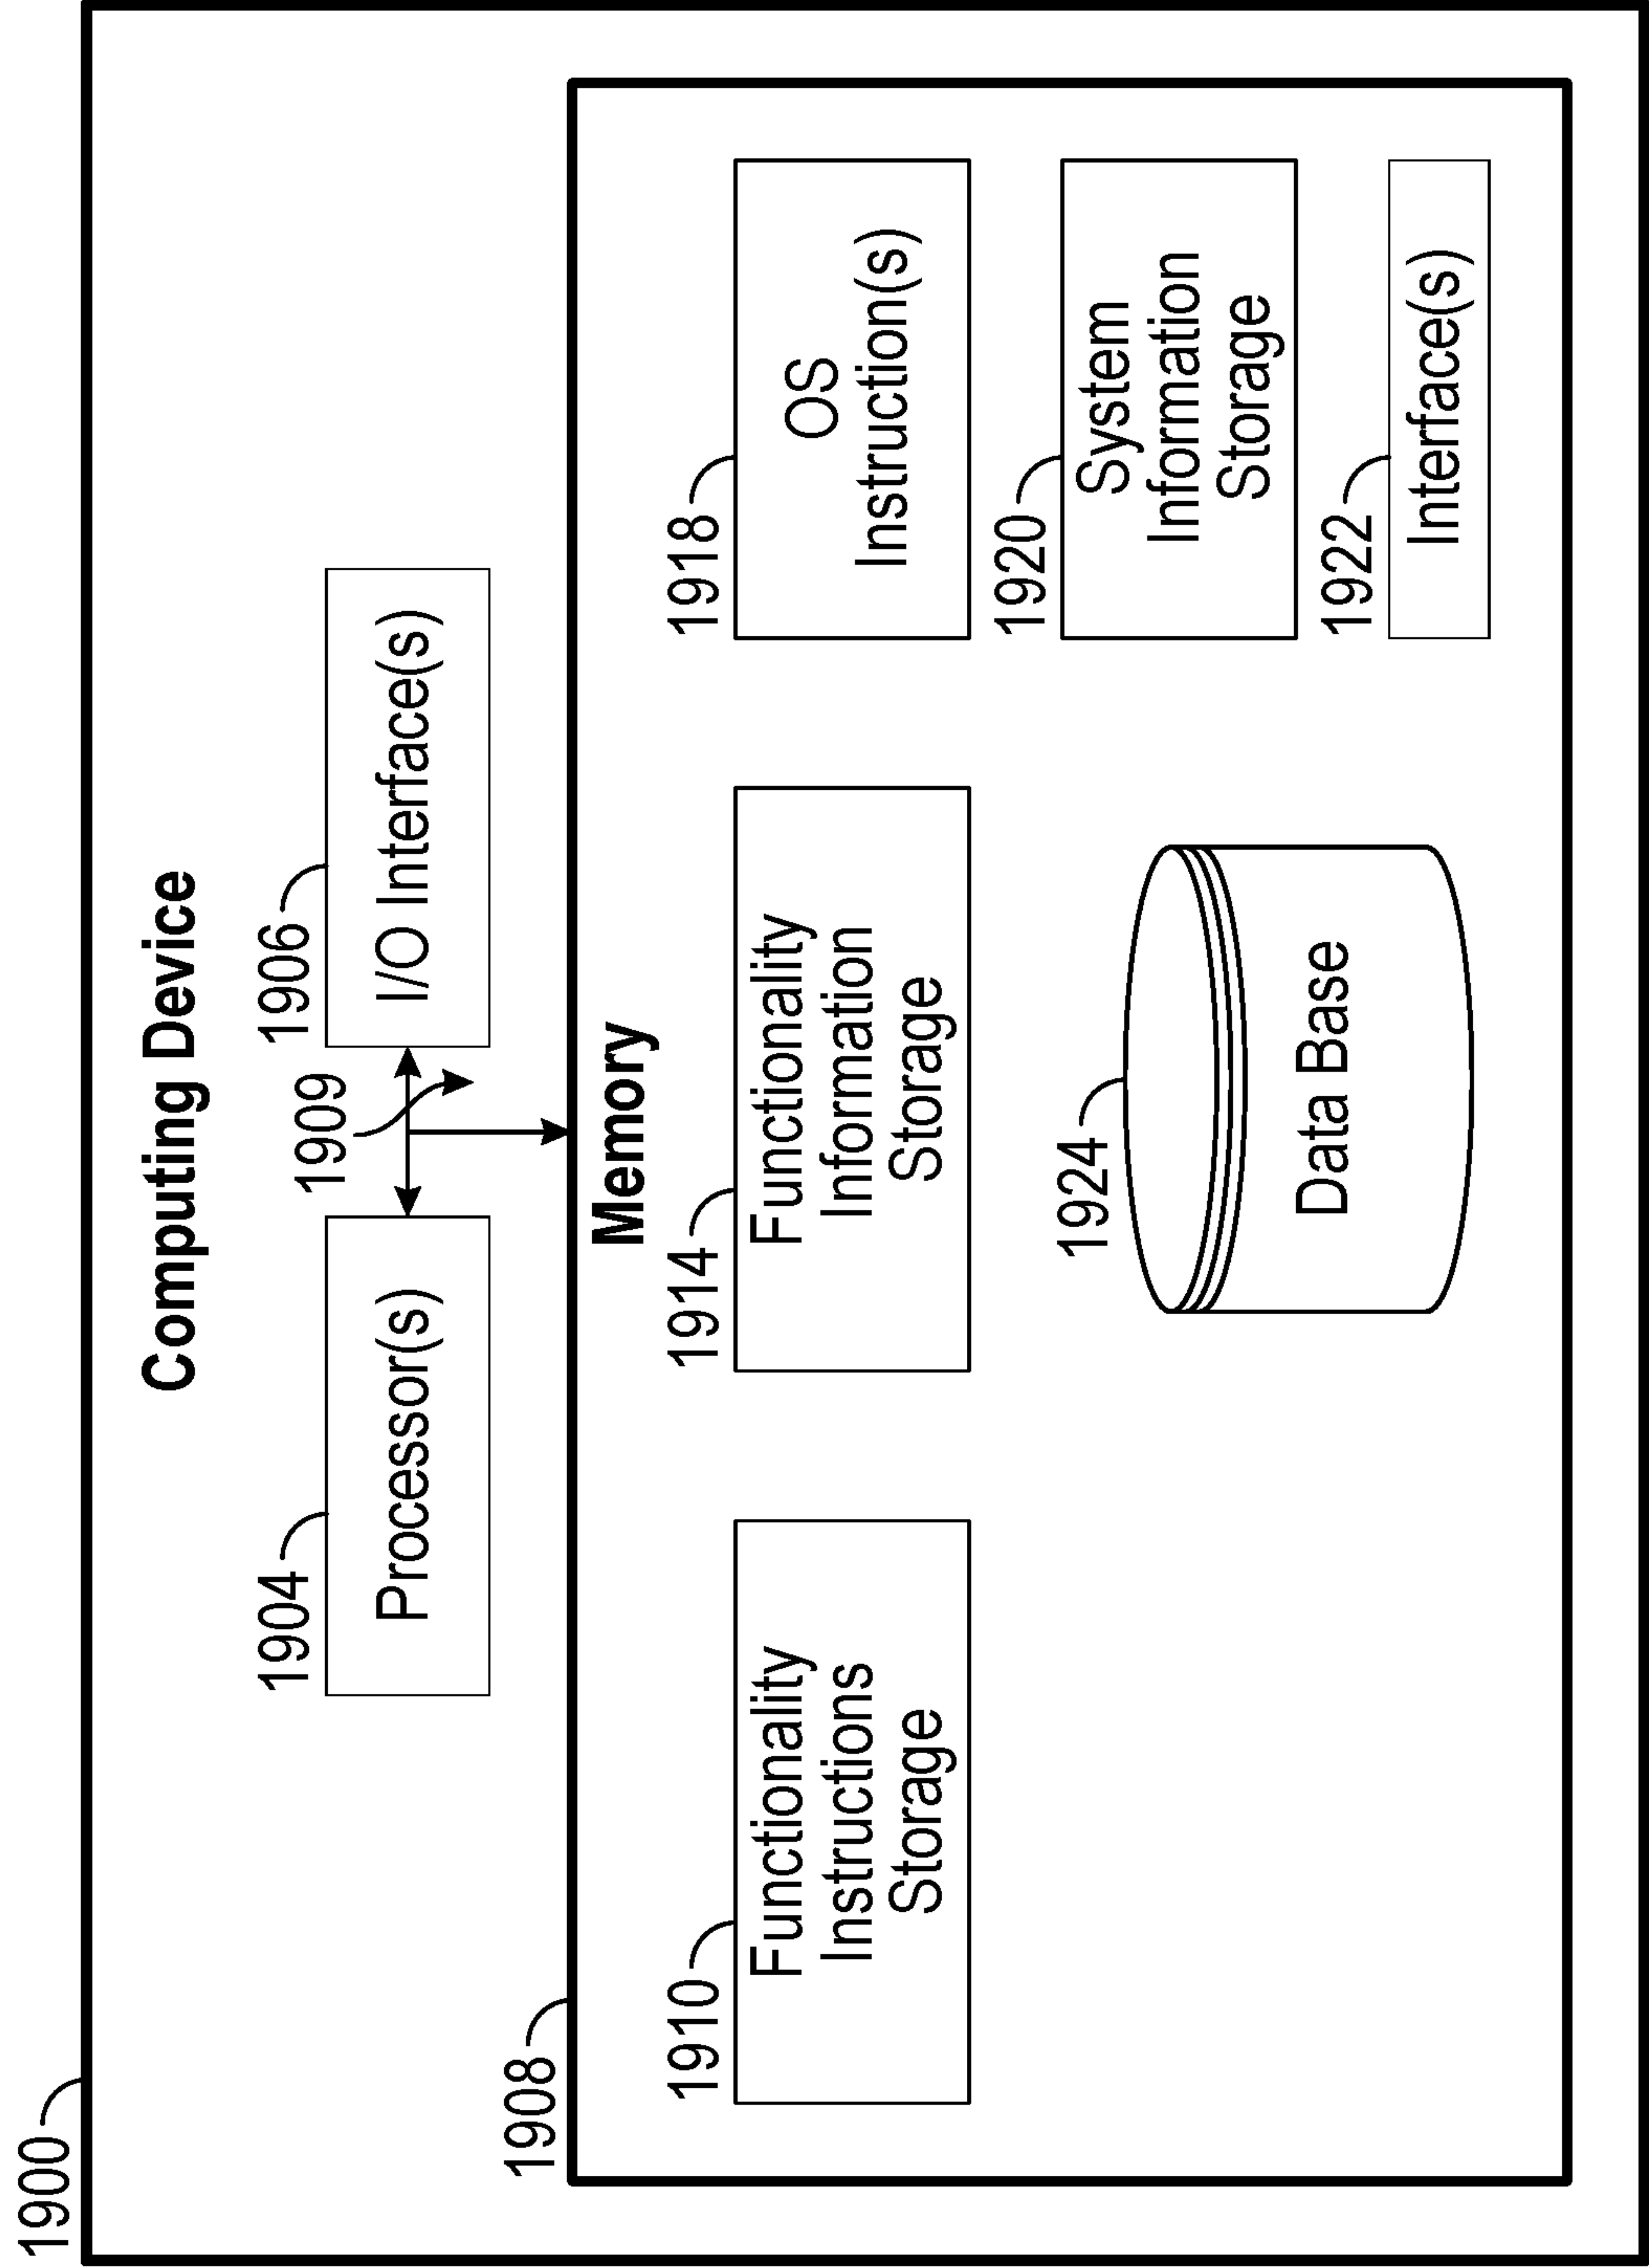 1900
Computing Device
1904
Processor(s)
1909
1906
I/O Interface(s)
1908
Memory
1910
Functionality
Instructions
Storage
1914
Functionality
Information
Storage
1918
OS
Instruction(s)
1920
System
Information
Storage
1922
Interface(s)
1924
Data Base